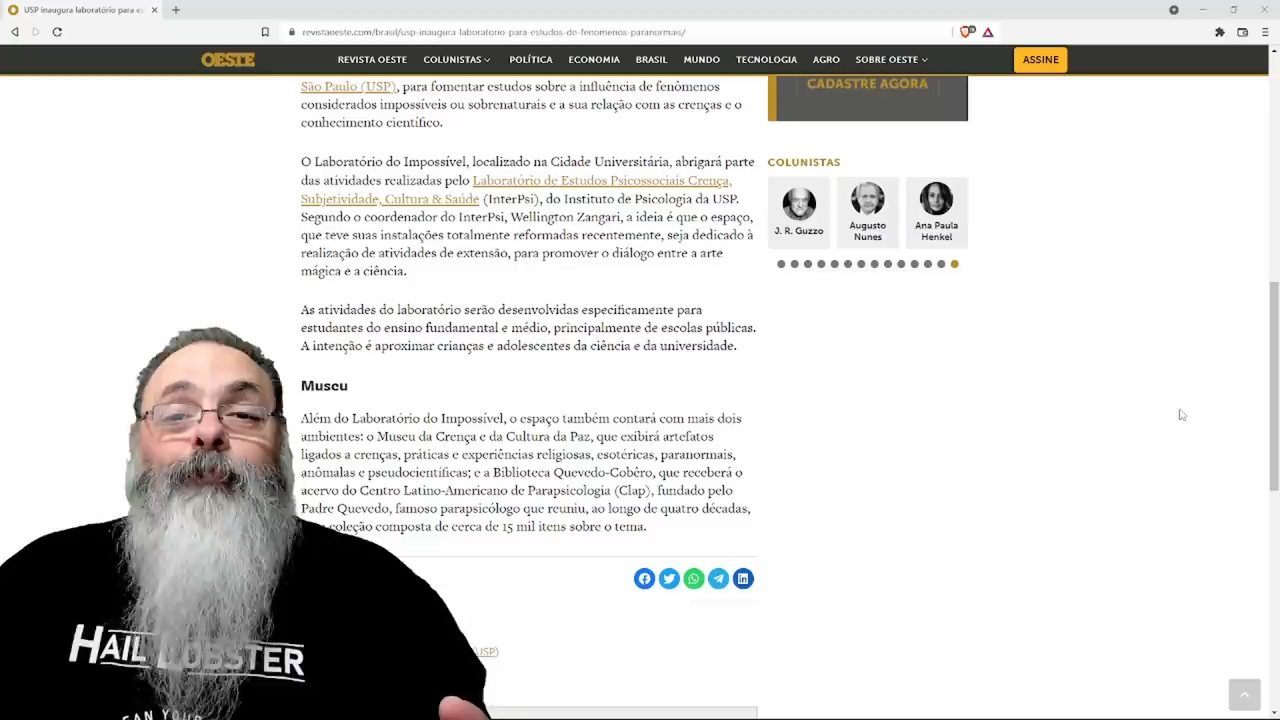 USP inaugura laboratório para es
revistaoeste.com/brasil/usp-inaugura-laboratorio-para-estudos-de-fenomenos-paranormais/
OESTE
REVISTA OESTE
COLUNISTAS
POLÍTICA
ECONOMIA
BRASIL
MUNDO
TECNOLOGIA
AGRO
SOBRE OESTE
ASSINE
São Paulo (USP), para fomentar estudos sobre a influência de fenômenos
considerados impossíveis ou sobrenaturais e a sua relação com as crenças e o
conhecimento científico.
O Laboratório do Impossível, localizado na Cidade Universitária, abrigará parte
das atividades realizadas pelo Laboratório de Estudos Psicossociais Crença,
Subjetividade, Cultura & Saúde (InterPsi), do Instituto de Psicologia da USP.
Segundo o coordenador do InterPsi, Wellington Zangari, a ideia é que o espaço,
que teve suas instalações totalmente reformadas recentemente, seja dedicado à
realização de atividades de extensão, para promover o diálogo entre a arte
mágica e a ciência.
As atividades do laboratório serão desenvolvidas especificamente para
estudantes do ensino fundamental e médio, principalmente de escolas públicas.
A intenção é aproximar crianças e adolescentes da ciência e da universidade.
Museu
Além do Laboratório do Impossível, o espaço também contará com mais dois
ambientes: o Museu da Crença e da Cultura da Paz, que exibirá artefatos
ligados a crenças, práticas e experiências religiosas, esotéricas, paranormais,
anômalas e pseudocientíficas; e a Biblioteca Quevedo-Cobêro, que receberá o
acervo do Centro Latino-Americano de Parapsicologia (Clap), fundado pelo
Padre Quevedo, famoso parapsicólogo que reuniu, ao longo de quatro décadas,
coleção composta de cerca de 15 mil itens sobre o tema.
USP)
CADASTRE AGORA
COLUNISTAS
J. R. Guzzo
Augusto
Nunes
Ana Paula
Henkel
HAIL LOBSTER
EAN YOUR